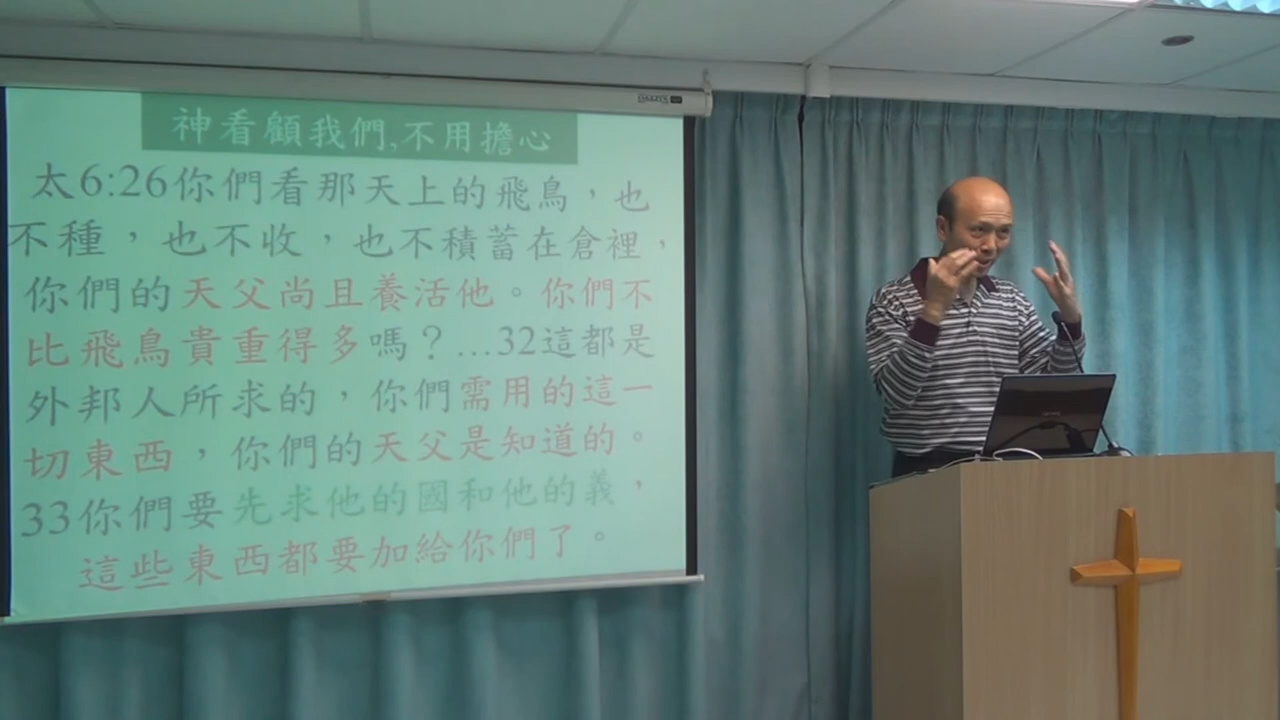 神看顧我們,不用擔心
太6:26你們看那天上的飛鳥，也
不種，也不收，也不積蓄在倉裡，
你們的天父尚且養活他。你們不
比飛鳥貴重得多嗎？...32這都是
外邦人所求的，你們需用的這一
切東西，你們的天父是知道的。
33你們要先求他的國和他的義，
這些東西都要加給你們了。